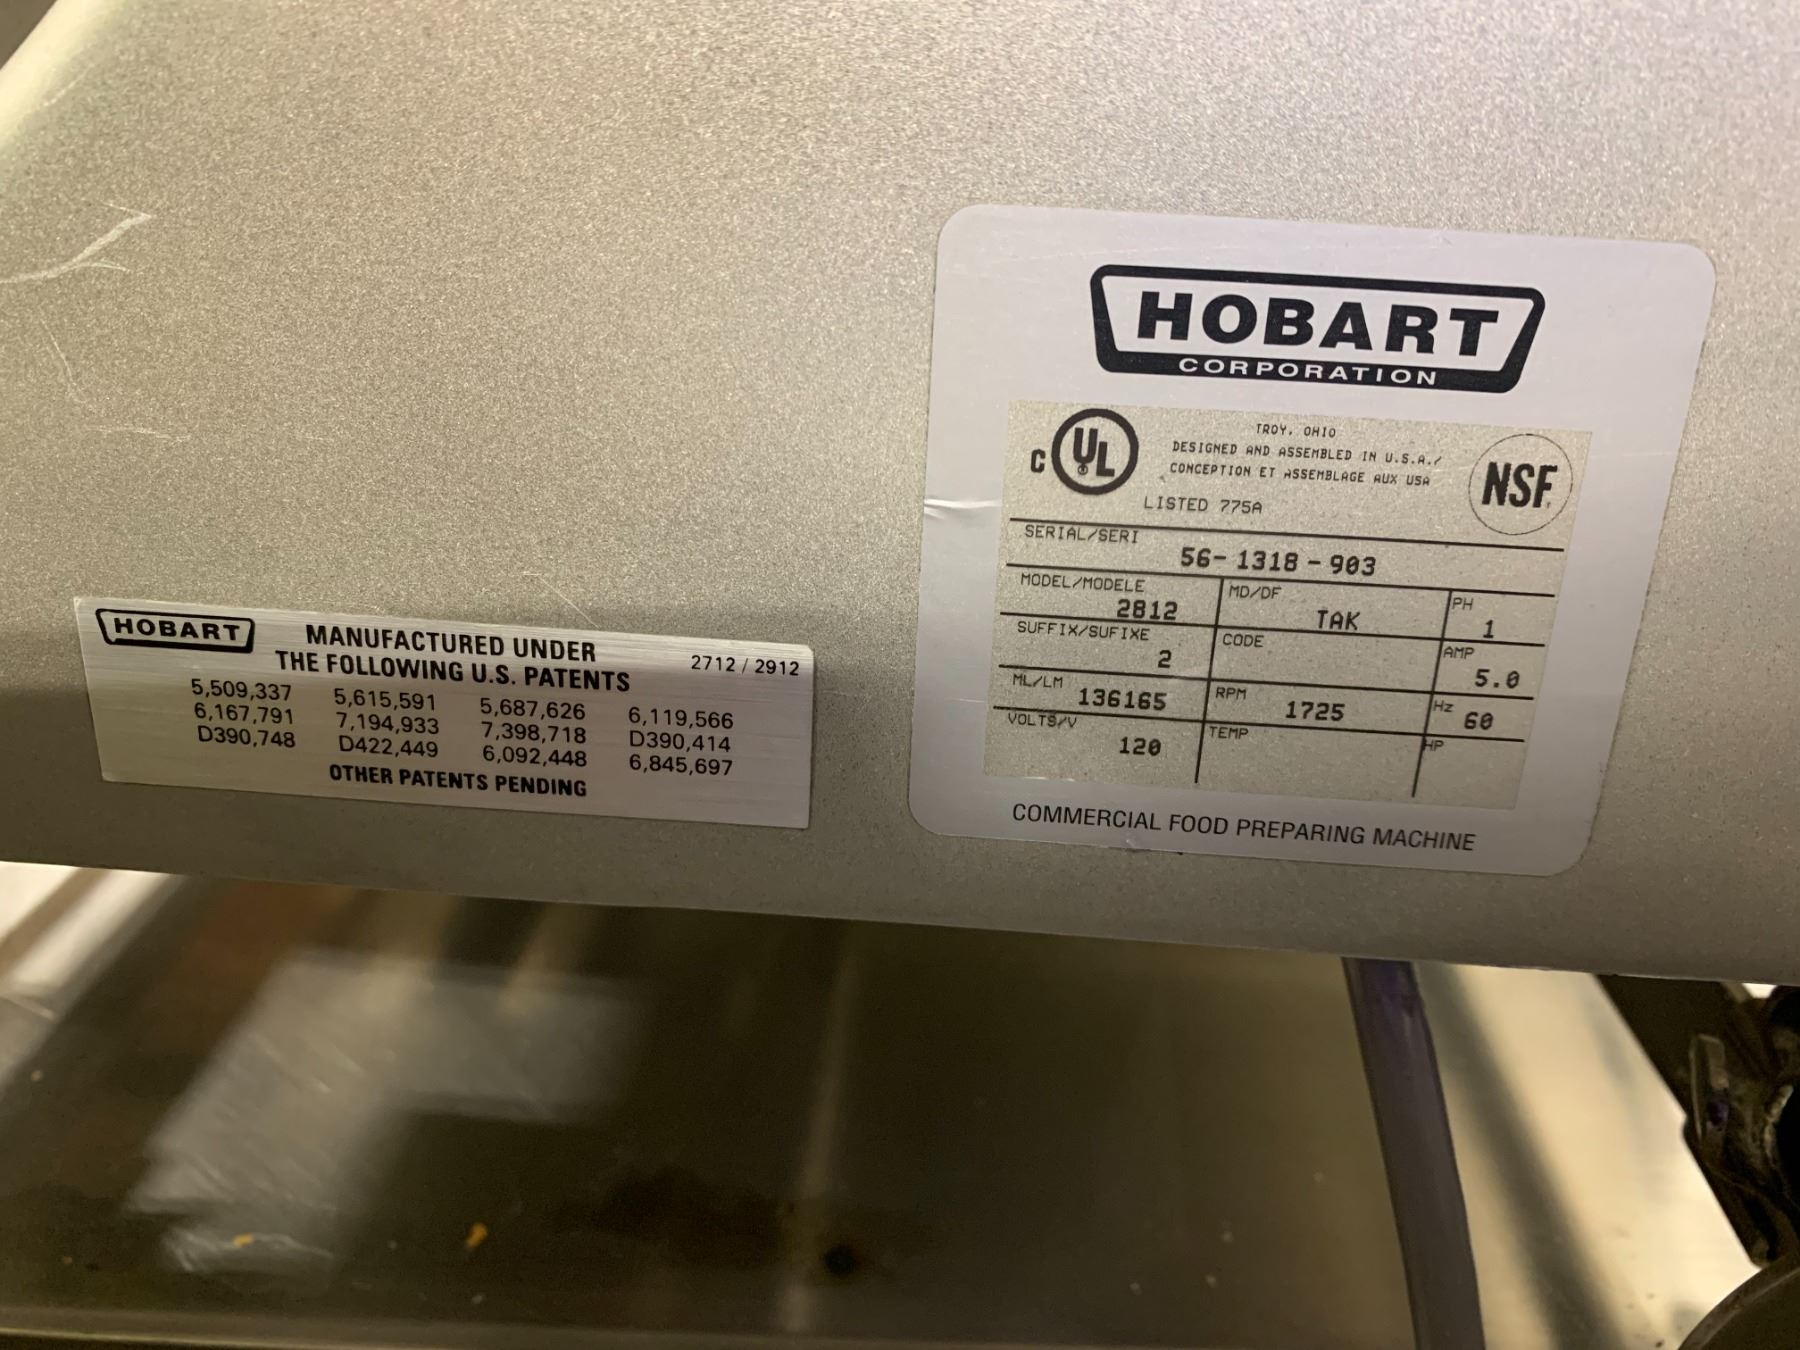 HOBART
MANUFACTURED UNDER
THE FOLLOWING U.S. PATENTS
2712 / 2912
5,509,337 5,615,591 5,687,626 6,119,566
6,167,791 7,194,933 7,398,718 D390,414
D390,748 D422,449 6,092,448 6,845,697
OTHER PATENTS PENDING
HOBART
CORPORATION
C UL ®
TROY, OHIO
DESIGNED AND ASSEMBLED IN U.S.A./
CONCEPTION ET ASSEMBLAGE AUX USA
LISTED 775A
NSF
SERIAL/SERI
56-1318-903
MODEL/MODELE 2812
MD/DF TAK
PH 1
SUFFIX/SUFIXE 2
CODE
AMP 5.0
ML/LM 136165
RPM 1725
Hz 60
VOLTS/V 120
TEMP
HP
COMMERCIAL FOOD PREPARING MACHINE